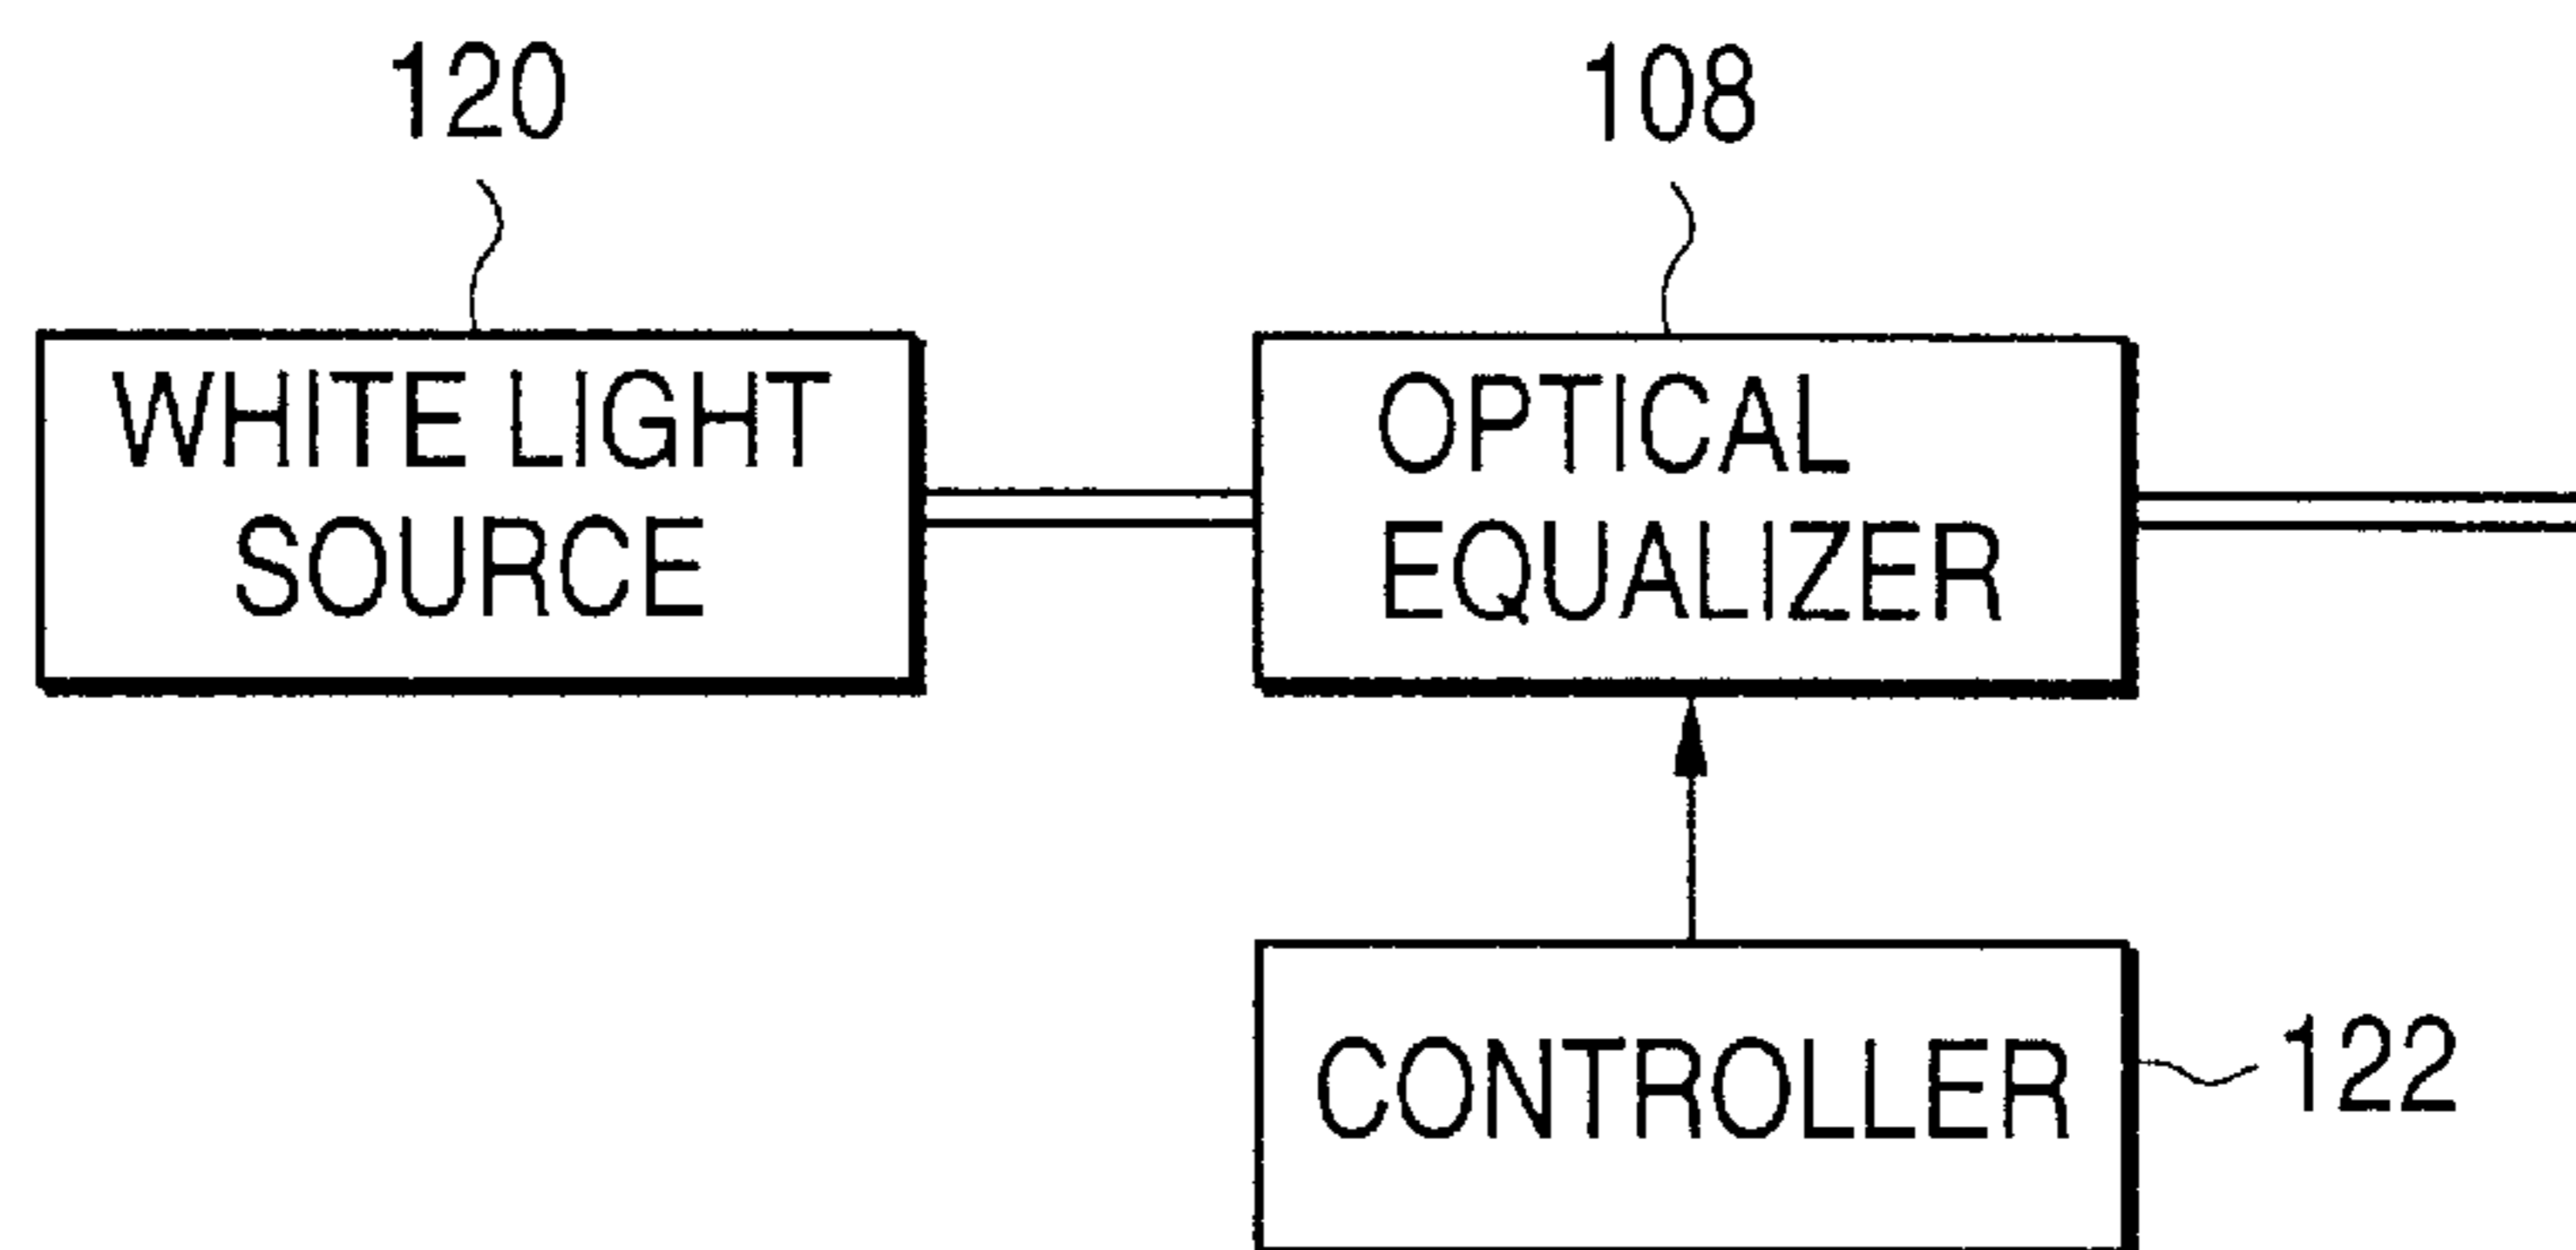 120
108
WHITE LIGHT
SOURCE
OPTICAL
EQUALIZER
CONTROLLER
122